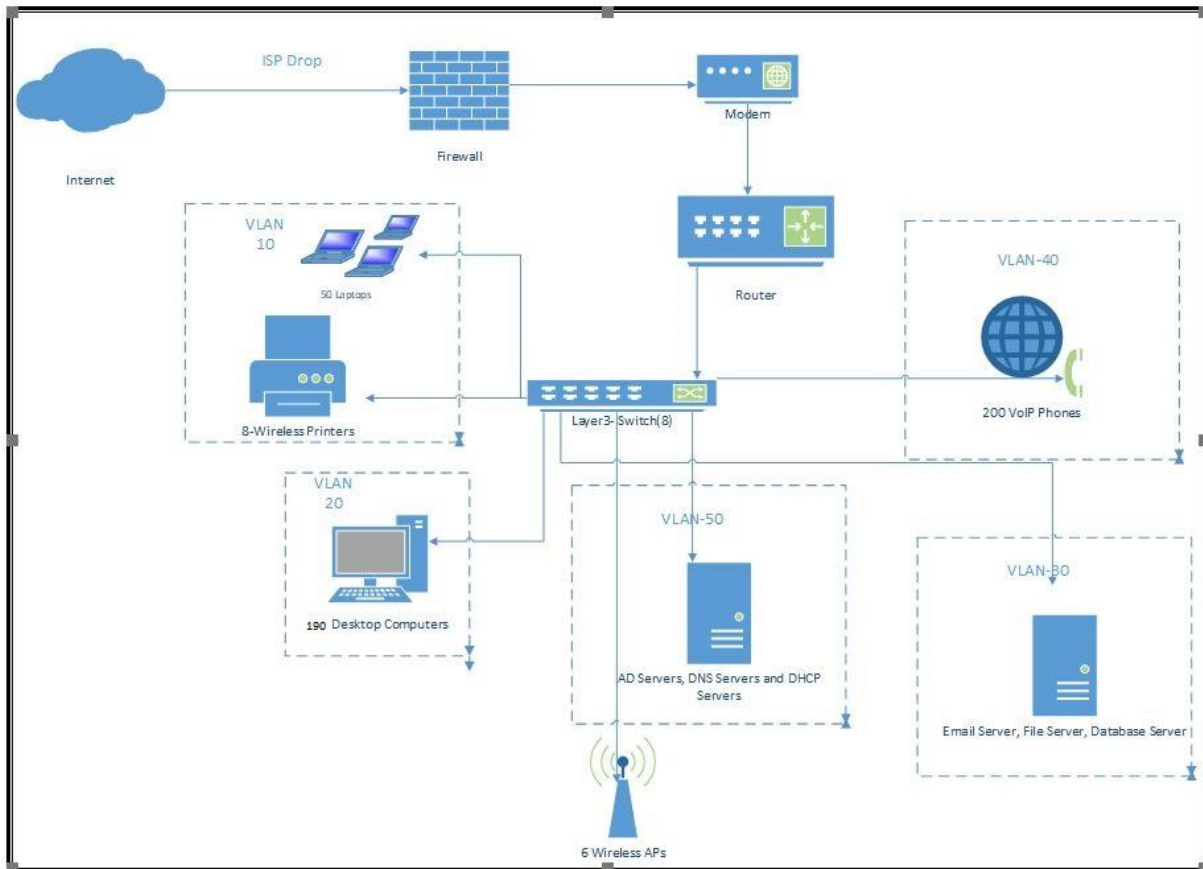 ISP Drop
Internet
Firewall
Modem
Router
VLAN
10
50 Laptops
8-Wireless Printers
VLAN-40
200 VoIP Phones
Layer3- Switch(8)
VLAN
20
190 Desktop Computers
VLAN-50
AD Servers, DNS Servers and DHCP
Servers
VLAN-30
Email Server, File Server, Database Server
6 Wireless APs